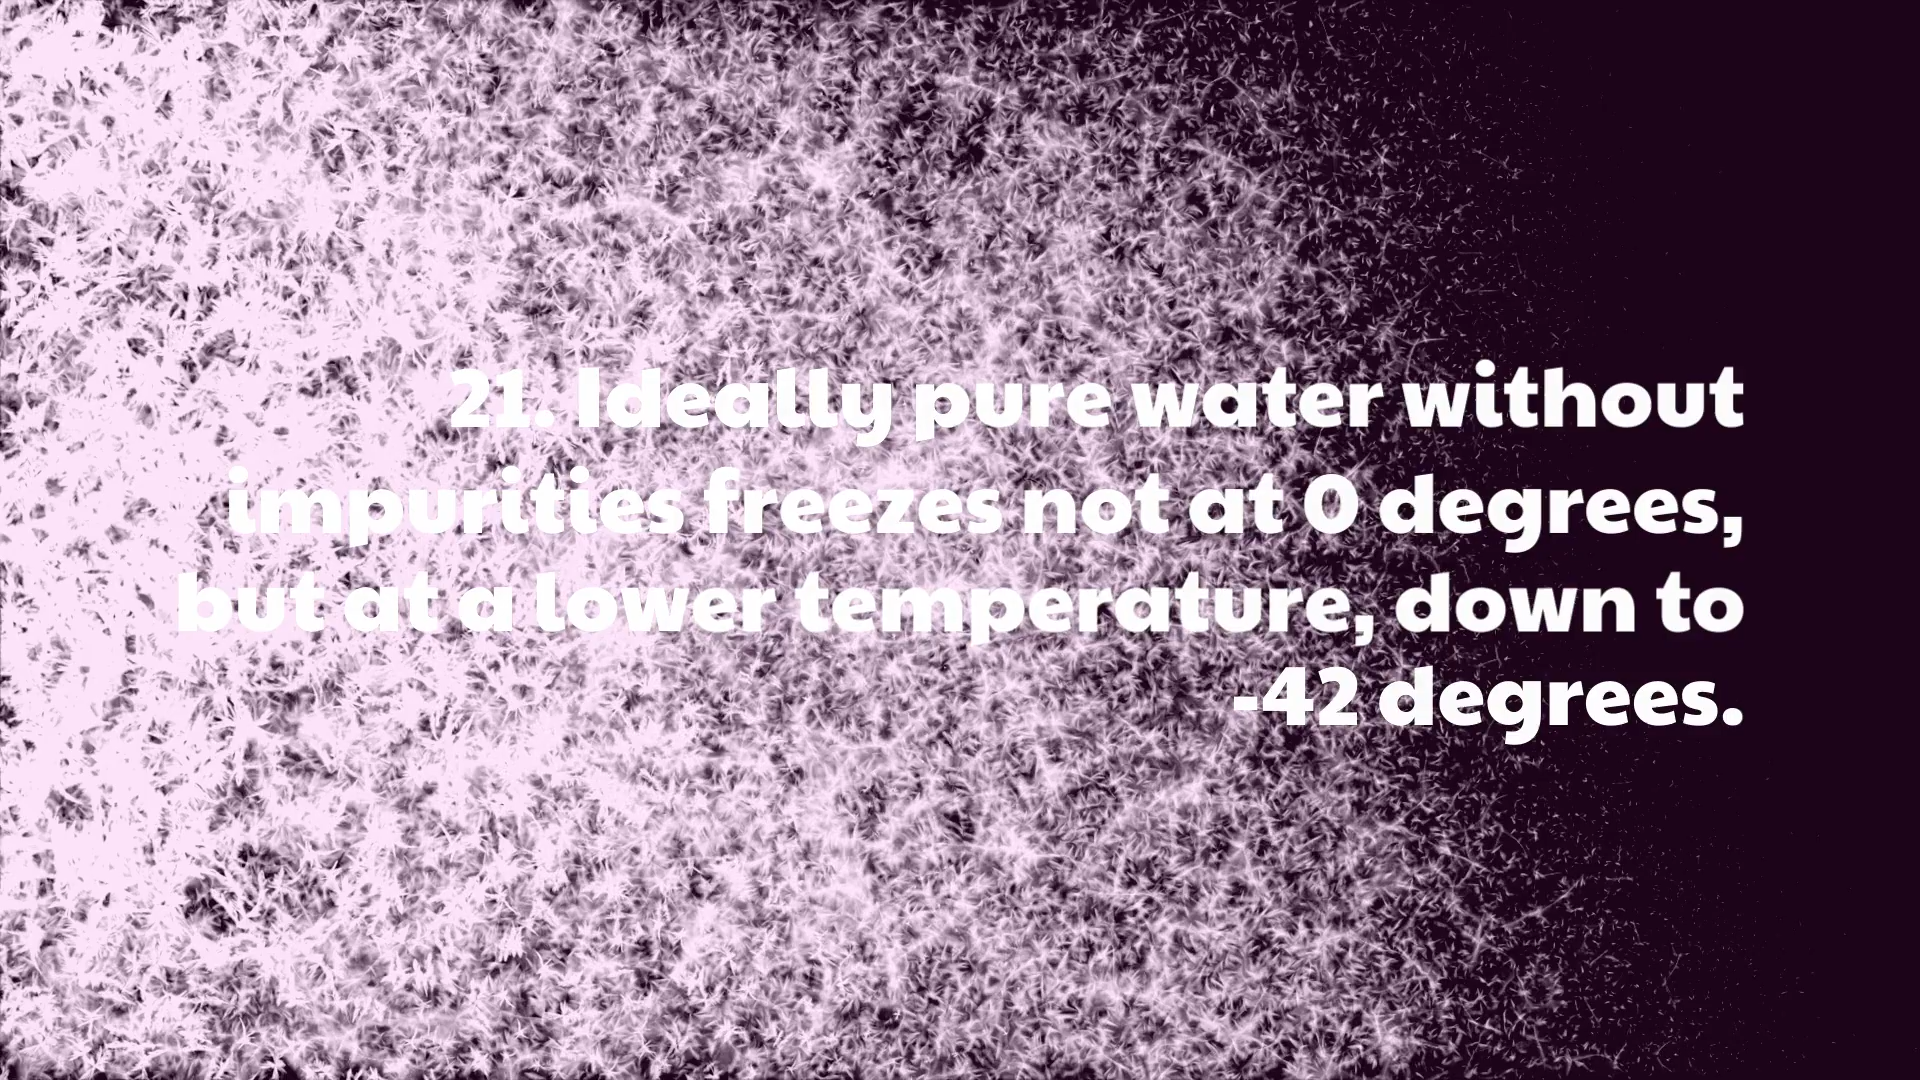 21. Ideally pure water without
impurities freezes not at 0 degrees,
but at a lower temperature, down to
-42 degrees.